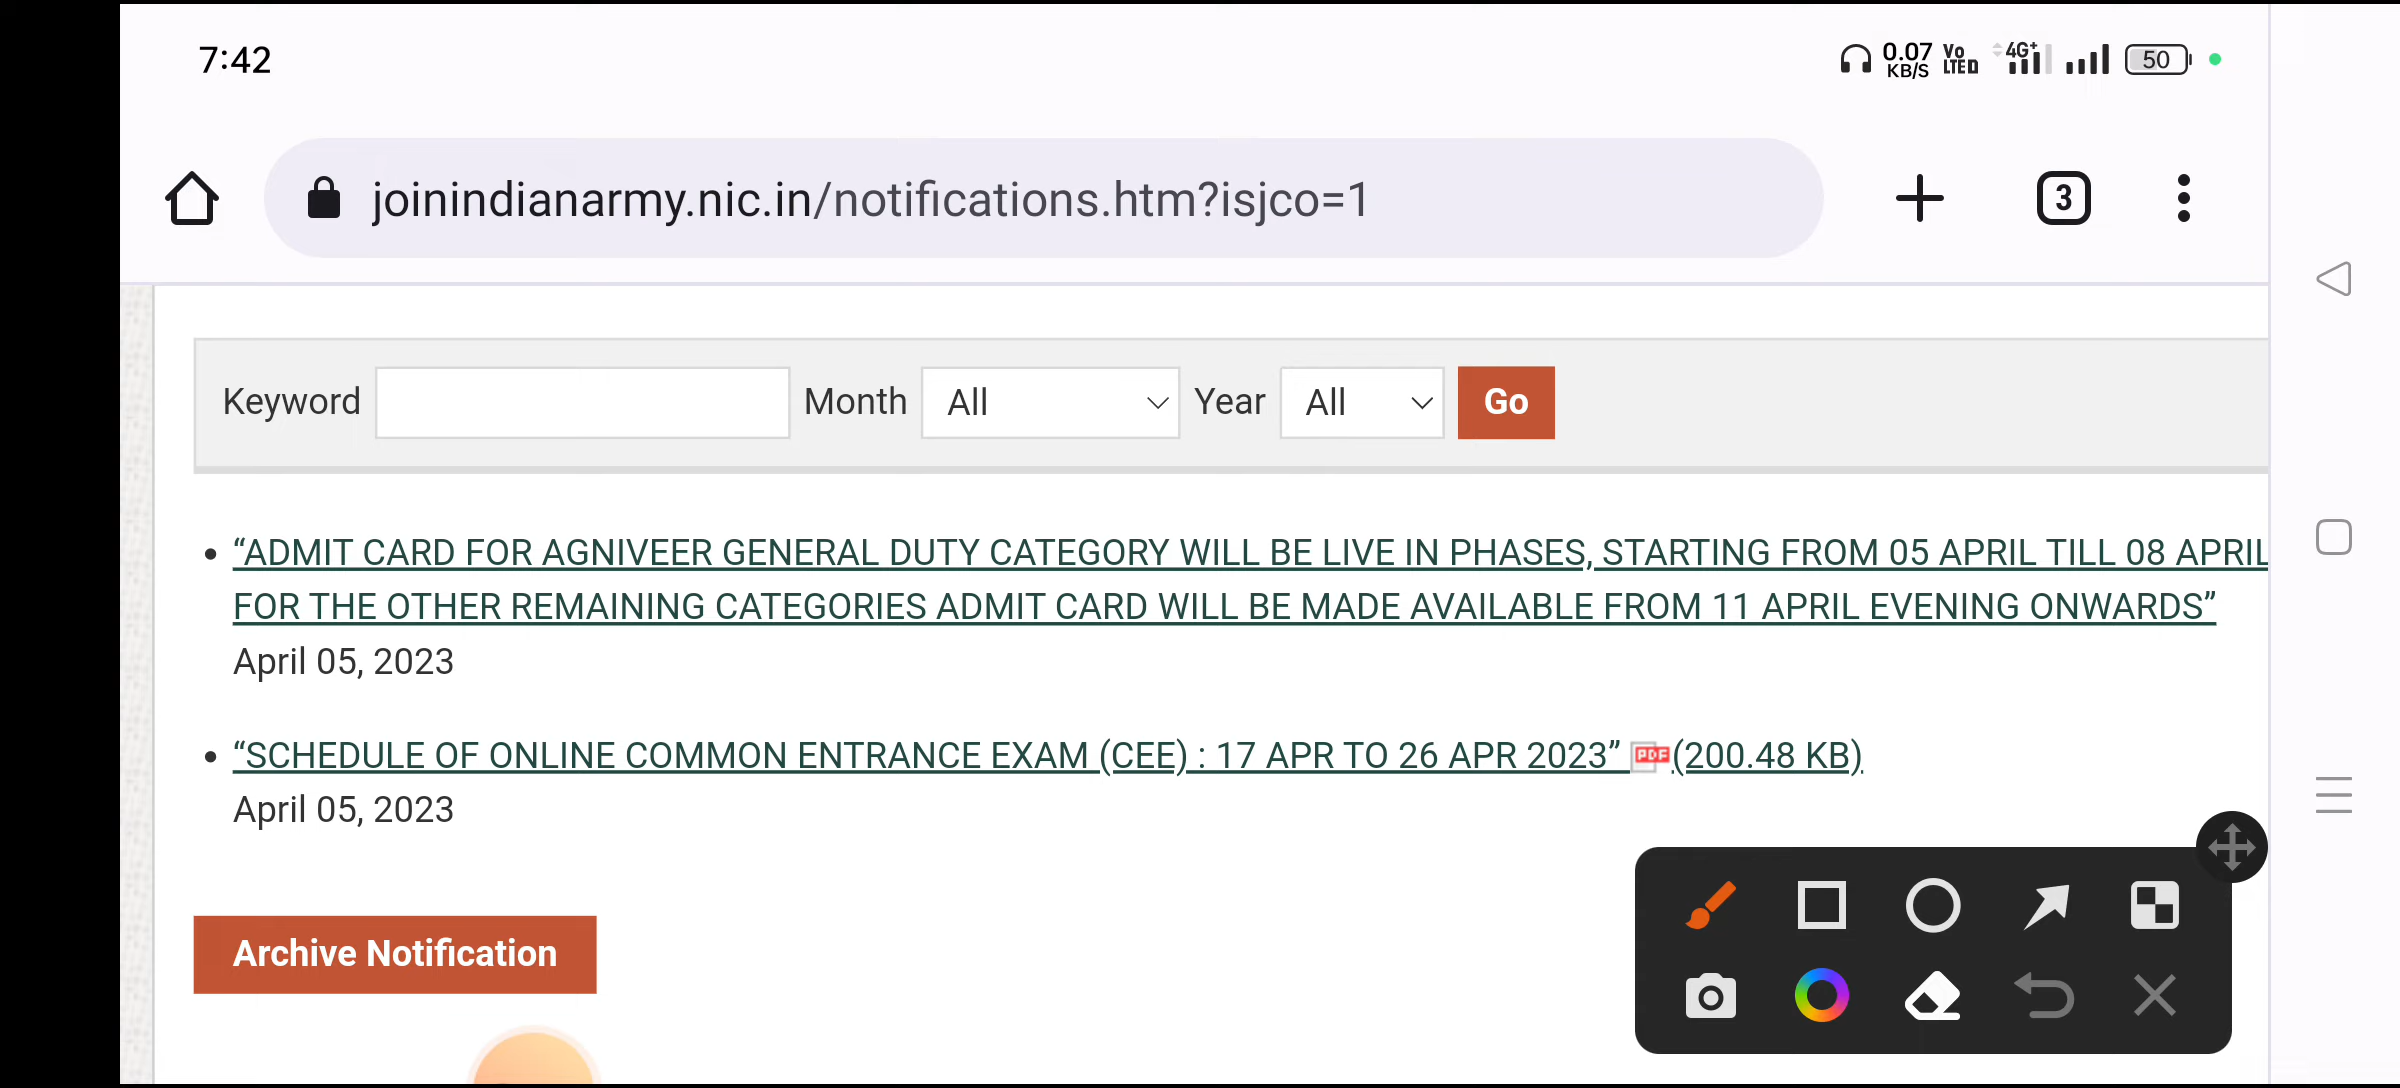 7:42
0.07 KB/S Vo LTE 4G+ 50
joinindianarmy.nic.in/notifications.htm?isjco=1
3
Keyword Month All Year All Go
“ADMIT CARD FOR AGNIVEER GENERAL DUTY CATEGORY WILL BE LIVE IN PHASES, STARTING FROM 05 APRIL TILL 08 APRIL
FOR THE OTHER REMAINING CATEGORIES ADMIT CARD WILL BE MADE AVAILABLE FROM 11 APRIL EVENING ONWARDS”
April 05, 2023
“SCHEDULE OF ONLINE COMMON ENTRANCE EXAM (CEE) : 17 APR TO 26 APR 2023” PDF (200.48 KB)
April 05, 2023
Archive Notification